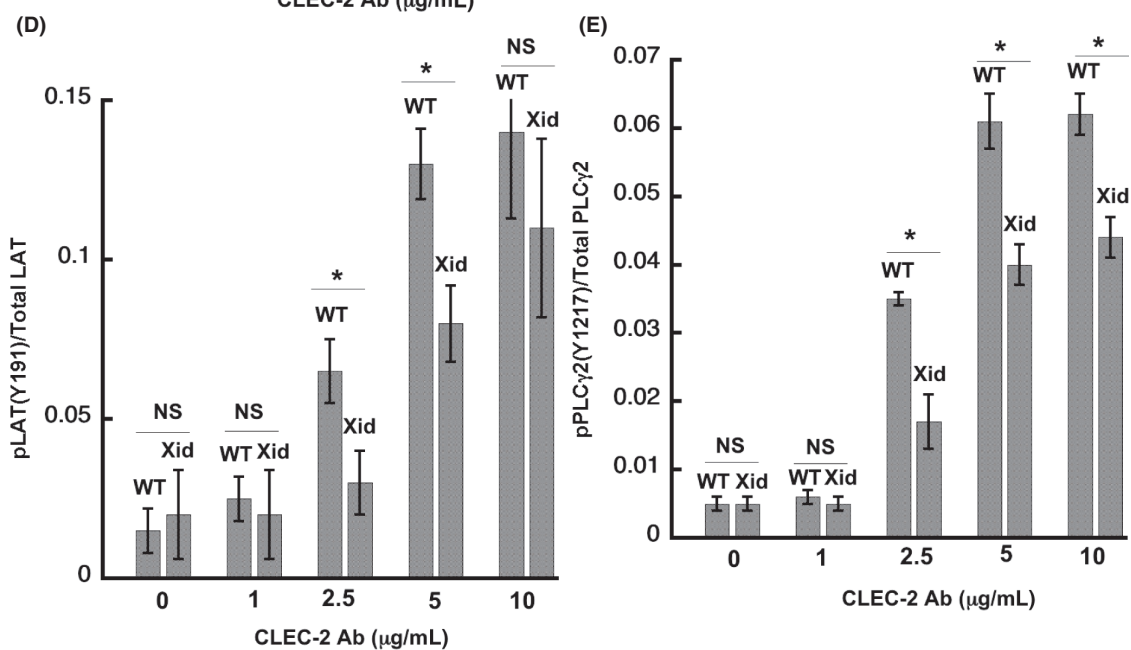 CLEC-2 Ab (μg/mL)
(D)
pLAT(Y191)/Total LAT
0.15
0.1
0.05
0
NS
WT
Xid
NS
WT Xid
*
WT
Xid
*
WT
Xid
NS
WT
Xid
0
1
2.5
5
10
CLEC-2 Ab (μg/mL)
(E)
pPLCγ2(Y1217)/Total PLCγ2
0.07
0.06
0.05
0.04
0.03
0.02
0.01
0
NS
WT Xid
NS
WT Xid
*
WT
Xid
*
WT
Xid
*
WT
Xid
0
1
2.5
5
10
CLEC-2 Ab (μg/mL)